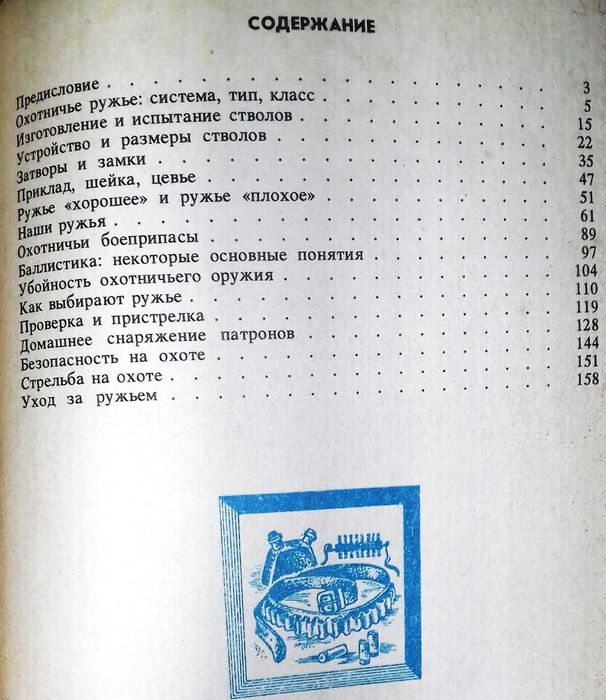 СОДЕРЖАНИЕ
Предисловие . . . . . . . . . . . . . . . 3
Охотничье ружье: система, тип, класс . . . . . . . . 5
Изготовление и испытание стволов . . . . . . . . . 15
Устройство и размеры стволов . . . . . . . . . . 22
Затворы и замки . . . . . . . . . . . . . . 35
Приклад, шейка, цевье . . . . . . . . . . . . 47
Ружье «хорошее» и ружье «плохое» . . . . . . . . 51
Наши ружья . . . . . . . . . . . . . . . 61
Охотничьи боеприпасы . . . . . . . . . . . . 89
Баллистика: некоторые основные понятия . . . . . . 97
Убойность охотничьего оружия . . . . . . . . . 104
Как выбирают ружье . . . . . . . . . . . . 110
Проверка и пристрелка . . . . . . . . . . . 119
Домашнее снаряжение патронов . . . . . . . . 128
Безопасность на охоте . . . . . . . . . . . 144
Стрельба на охоте . . . . . . . . . . . . 151
Уход за ружьем . . . . . . . . . . . . . 158